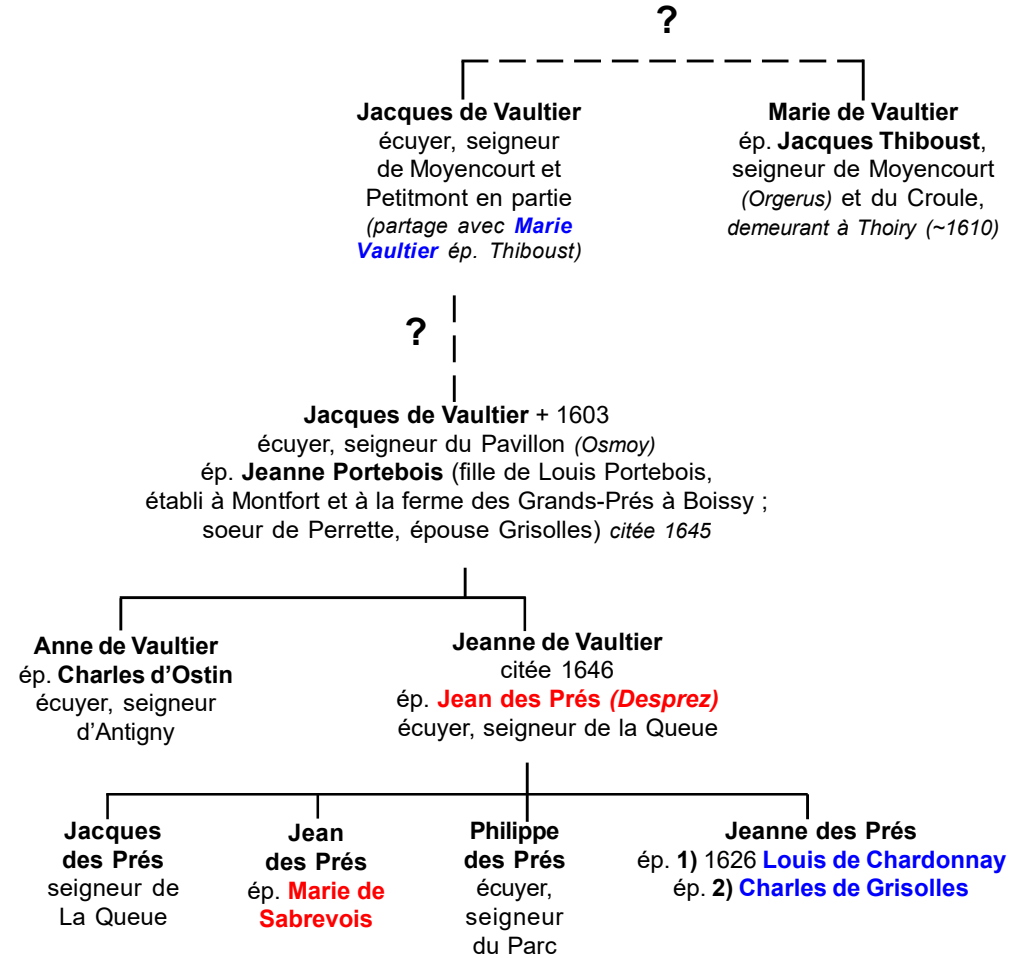 ?
Jacques de Vaultier
écuyer, seigneur
de Moyencourt et
Petitmont en partie
(partage avec Marie
Vaultier ép. Thiboust)
Marie de Vaultier
ép. Jacques Thiboust,
seigneur de Moyencourt
(Orgerus) et du Croule,
demeurant à Thoiry (~1610)
?
Jacques de Vaultier + 1603
écuyer, seigneur du Pavillon (Osmoy)
ép. Jeanne Portebois (fille de Louis Portebois,
établi à Montfort et à la ferme des Grands-Prés à Boissy ;
soeur de Perrette, épouse Grisolles) citée 1645
Anne de Vaultier
ép. Charles d'Ostin
écuyer, seigneur
d'Antigny
Jeanne de Vaultier
citée 1646
ép. Jean des Prés (Desprez)
écuyer, seigneur de la Queue
Jacques
des Prés
seigneur de
La Queue
Jean
des Prés
ép. Marie de
Sabrevois
Philippe
des Prés
écuyer,
seigneur
du Parc
Jeanne des Prés
ép. 1) 1626 Louis de Chardonnay
ép. 2) Charles de Grisolles